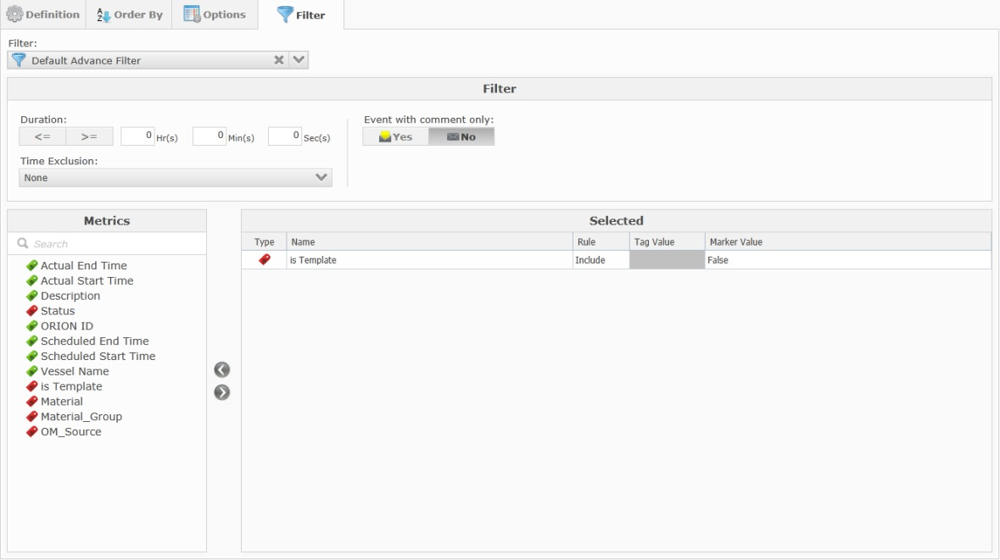 Definition
Order By
Options
Filter
Filter:
Default Advance Filter
Filter
Duration:
Event with comment only:
<= >= 0 Hr(s) 0 Min(s) 0 Sec(s)
Yes No
Time Exclusion:
None
Metrics
Search
Actual End Time
Actual Start Time
Description
Status
ORION ID
Scheduled End Time
Scheduled Start Time
Vessel Name
is Template
Material
Material_Group
OM_Source
Selected
Type Name Rule Tag Value Marker Value
is Template Include False